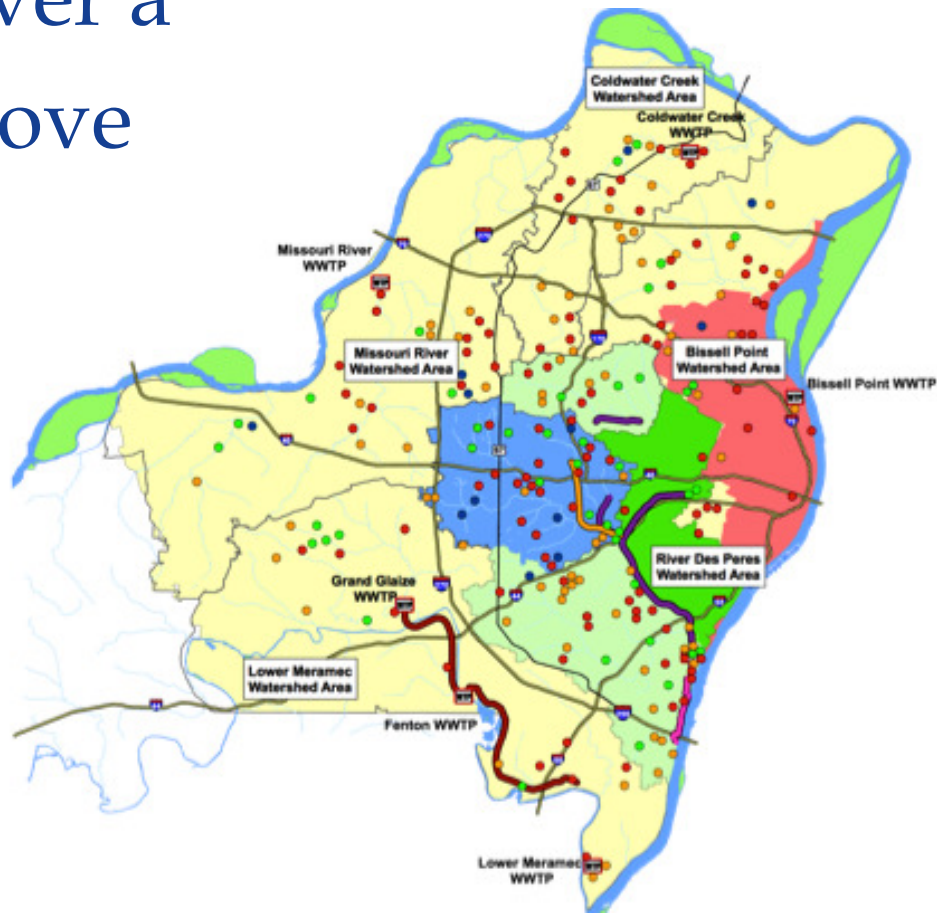 ver a
ove
Coldwater Creek
Watershed Area
Coldwater Creek
WWTP
Missouri River
WWTP
Missouri River
Watershed Area
Bissell Point
Watershed Area
Bissell Point WWTP
River Des Peres
Watershed Area
Grand Glaize
WWTP
Lower Meramec
Watershed Area
Fenton WWTP
Lower Meramec
WWTP